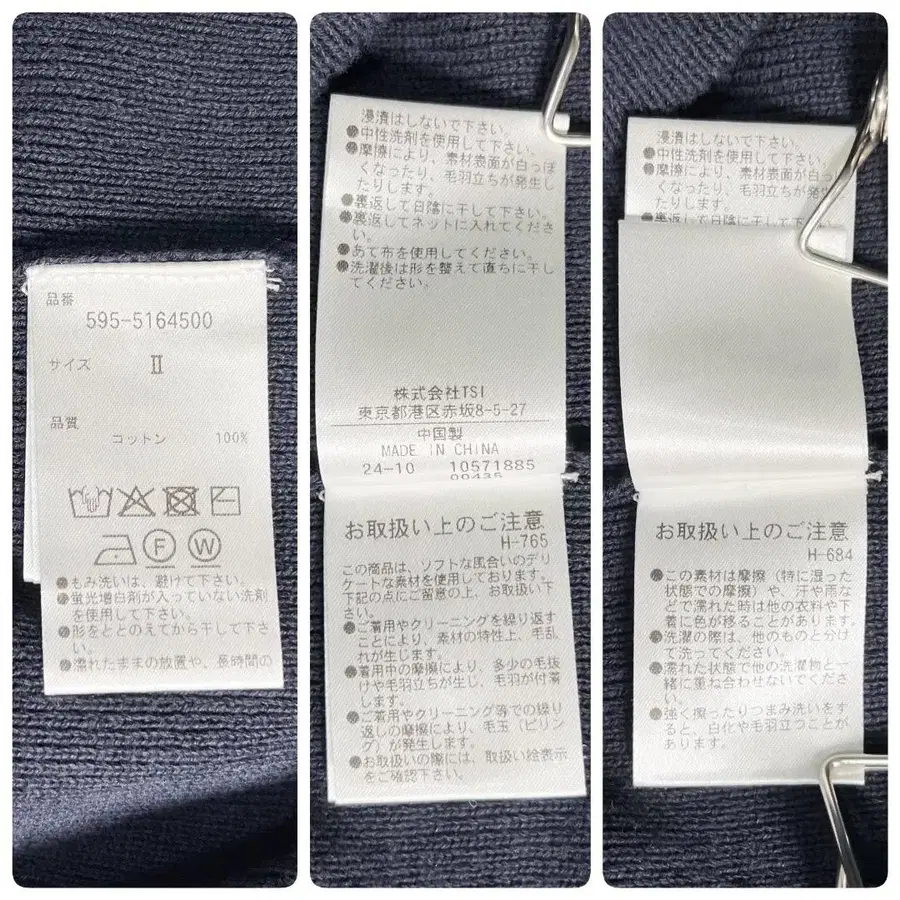 品番
595-5164500
サイズ Ⅱ
品質
コットン 100%
F W
●もみ洗いは、避けて下さい。
●蛍光増白剤が入っていない洗剤
を使用して下さい。
●形をととのえてから干して下さ
い。
●濡れたままの放置や、長時間の
浸漬はしないで下さい。
●中性洗剤を使用して下さい。
●摩擦により、素材表面が白っぽ
くなったり、毛羽立ちが発生し
たりします。
●裏返して日陰に干して下さい。
●裏返してネットに入れてくださ
い。
●あて布を使用してください。
●洗濯後は形を整えて直ちに干し
てください。
株式会社TSI
東京都港区赤坂8-5-27
中国製
MADE IN CHINA
24-10 10571885
お取扱い上のご注意
H-765
この商品は、ソフトな風合いのデリ
ケートな素材を使用しております。
下記の点にご留意の上、お取扱い下
さい。
●ご着用やクリーニングを繰り返す
ことにより、素材の特性上、毛乱
れが生じます。
●着用中の摩擦により、多少の毛抜
けや毛羽立ちが生じ、毛羽が付着
します。
●ご着用やクリーニング等での繰り
返しの摩擦により、毛玉（ピリン
グ）が発生します。
●お取扱いの際には、取扱い絵表示
をご確認下さい。
浸漬はしないで下さい。
●中性洗剤を使用して下さい。
●摩擦により、素材表面が白っ
くなったり、毛羽立ちが発生
たりします。
●裏返して日陰に干して下さい
お取扱い上のご注意
H-684
●この素材は摩擦（特に湿った
状態での摩擦）や、汗や雨な
どで濡れた時は他の衣料や下
着に色が移ることがあります。
●洗濯の際は、他のものと分け
て洗ってください。
●濡れた状態で他の洗濯物と一
緒に重ね合わせないでくださ
い。
●強く擦ったりつまみ洗いをす
ると、白化や毛羽立つことが
あります。